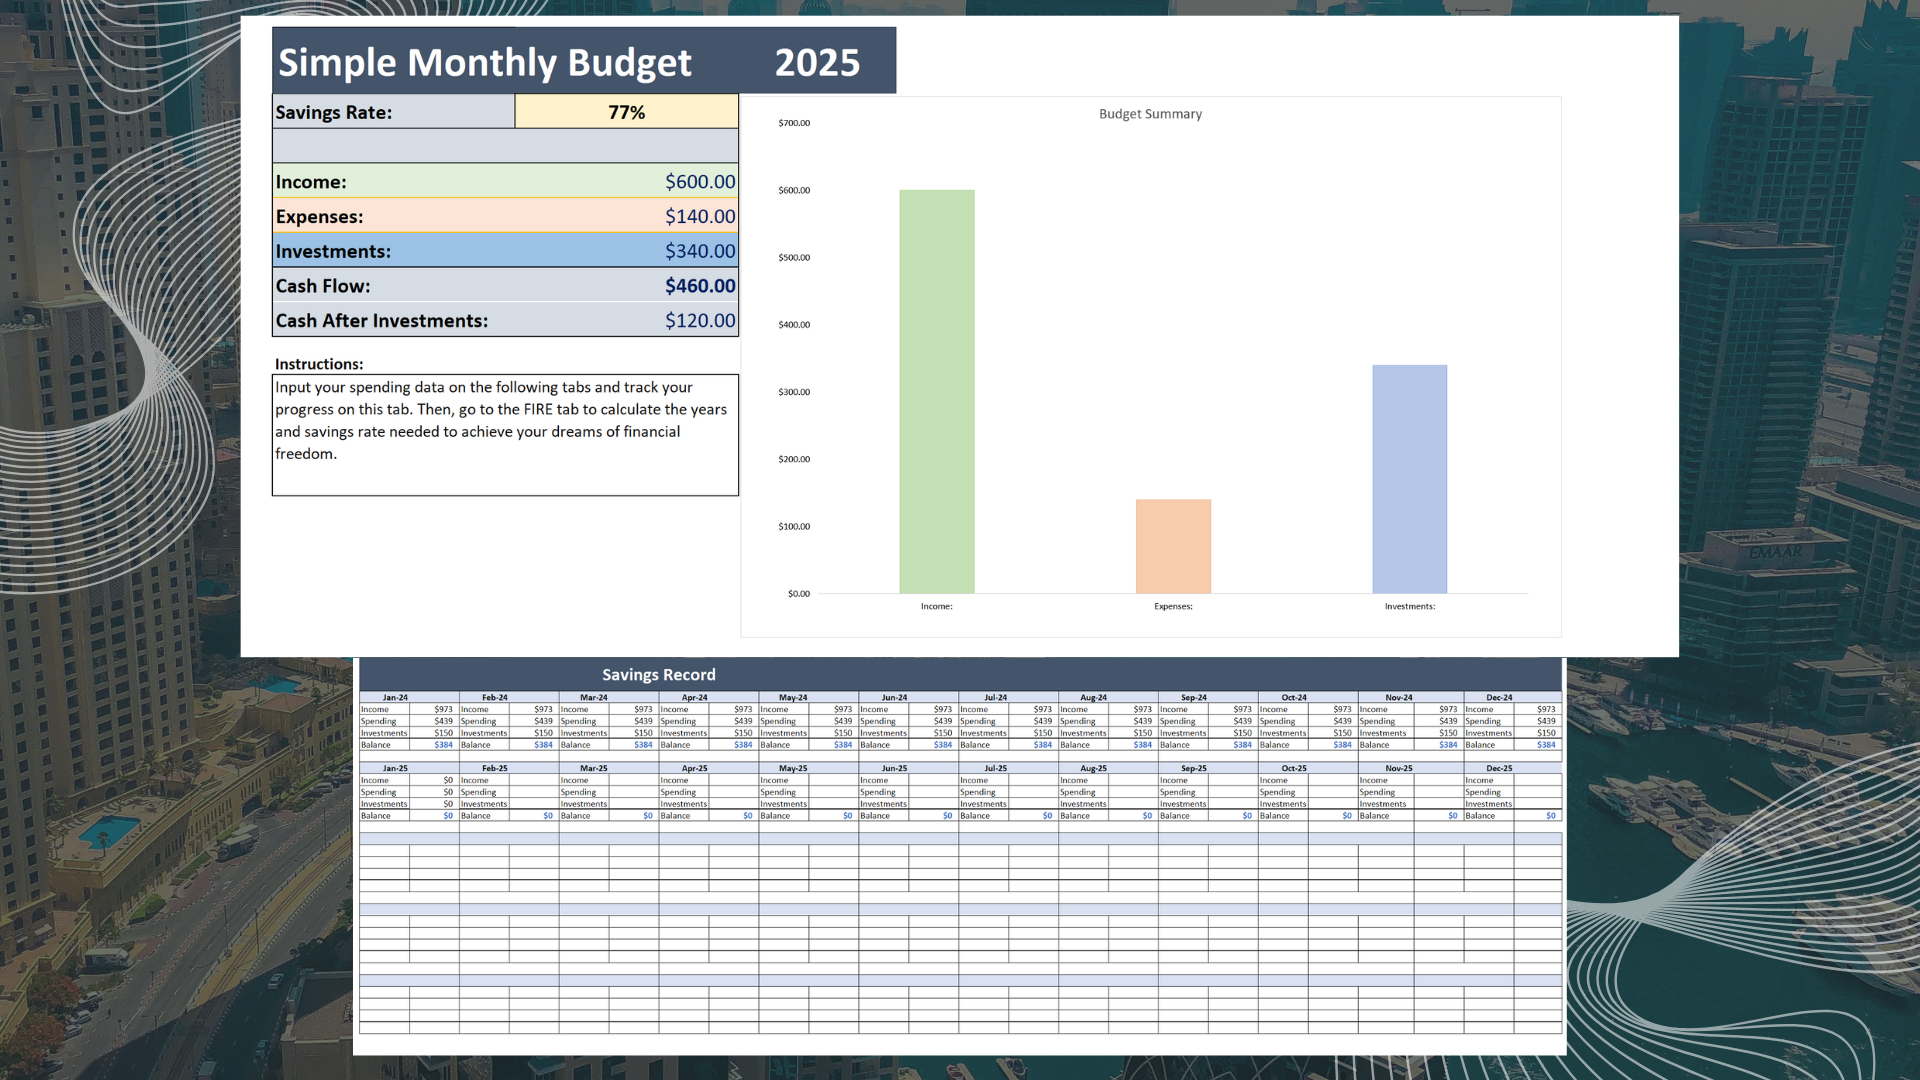 Simple Monthly Budget 2025
Savings Rate: 77%
Income: $600.00
Expenses: $140.00
Investments: $340.00
Cash Flow: $460.00
Cash After Investments: $120.00
Instructions:
Input your spending data on the following tabs and track your
progress on this tab. Then, go to the FIRE tab to calculate the years
and savings rate needed to achieve your dreams of financial
freedom.
Budget Summary
$700.00
$600.00
$500.00
$400.00
$300.00
$200.00
$100.00
$0.00
Income: Expenses: Investments:
EMAAR
Savings Record
Jan-24 Feb-24 Mar-24 Apr-24 May-24 Jun-24 Jul-24 Aug-24 Sep-24 Oct-24 Nov-24 Dec-24
Income $973 Income $973 Income $973 Income $973 Income $973 Income $973 Income $973 Income $973 Income $973 Income $973 Income $973 Income $973
Spending $439 Spending $439 Spending $439 Spending $439 Spending $439 Spending $439 Spending $439 Spending $439 Spending $439 Spending $439 Spending $439 Spending $439
Investments $150 Investments $150 Investments $150 Investments $150 Investments $150 Investments $150 Investments $150 Investments $150 Investments $150 Investments $150 Investments $150 Investments $150
Balance $384 Balance $384 Balance $384 Balance $384 Balance $384 Balance $384 Balance $384 Balance $384 Balance $384 Balance $384 Balance $384 Balance $384
Jan-25 Feb-25 Mar-25 Apr-25 May-25 Jun-25 Jul-25 Aug-25 Sep-25 Oct-25 Nov-25 Dec-25
Income $0 Income Income Income Income Income Income Income Income Income Income Income
Spending $0 Spending Spending Spending Spending Spending Spending Spending Spending Spending Spending Spending
Investments $0 Investments Investments Investments Investments Investments Investments Investments Investments Investments Investments Investments
Balance $0 Balance $0 Balance $0 Balance $0 Balance $0 Balance $0 Balance $0 Balance $0 Balance $0 Balance $0 Balance $0 Balance $0